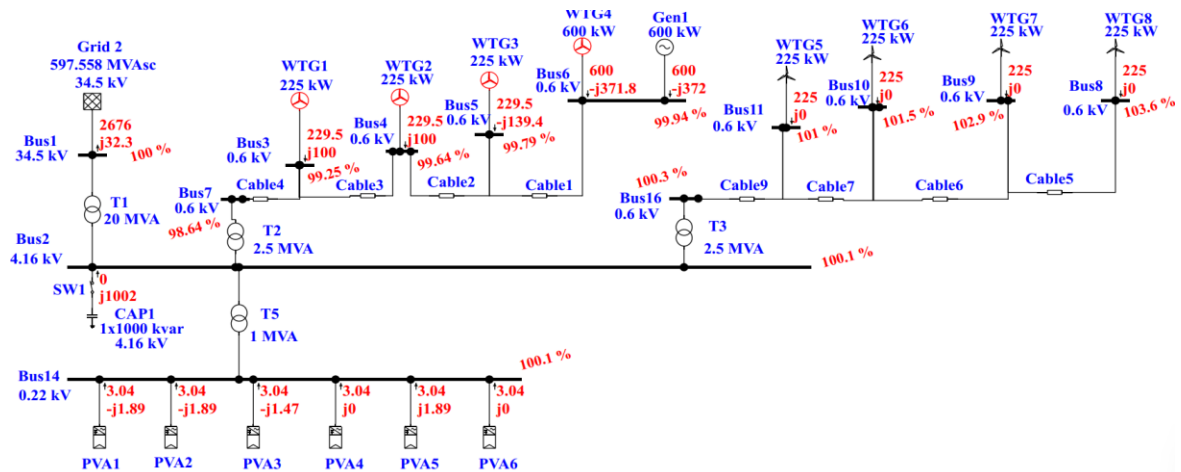 Grid 2
597.558 MVAsc
34.5 kV
2676
j32.3
Bus1
34.5 kV
100 %
T1
20 MVA
Bus2
4.16 kV
SW1
0
j1002
CAP1
1x1000 kvar
4.16 kV
WTG1
225 kW
229.5
j100
Bus3
0.6 kV
99.25 %
WTG2
225 kW
229.5
j100
Bus4
0.6 kV
99.64 %
WTG3
225 kW
229.5
-j139.4
Bus5
0.6 kV
99.79 %
WTG4
600 kW
600
-j371.8
Gen1
600 kW
600
-j372
Bus6
0.6 kV
99.94 %
Cable4
Cable3
Cable2
Cable1
Bus7
0.6 kV
98.64 %
T2
2.5 MVA
WTG5
225 kW
225
j0
Bus11
0.6 kV
101 %
WTG6
225 kW
225
j0
Bus10
0.6 kV
101.5 %
WTG7
225 kW
225
j0
Bus9
0.6 kV
102.9 %
WTG8
225 kW
225
j0
Bus8
0.6 kV
103.6 %
Cable9
Cable7
Cable6
Cable5
100.3 %
Bus16
0.6 kV
T3
2.5 MVA
100.1 %
T5
1 MVA
Bus14
0.22 kV
100.1 %
3.04
-j1.89
3.04
-j1.89
3.04
-j1.47
3.04
j0
3.04
j1.89
3.04
j0
PVA1
PVA2
PVA3
PVA4
PVA5
PVA6